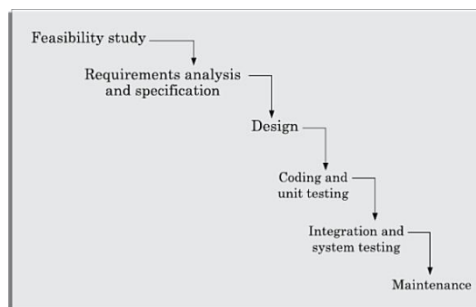 Feasibility study
Requirements analysis
and specification
Design
Coding and
unit testing
Integration and
system testing
Maintenance